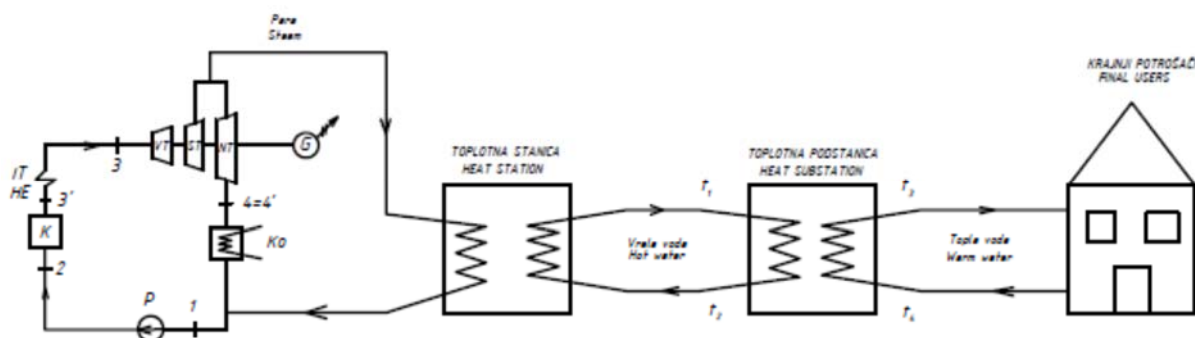 Para
Steam
KRAJNJI POTROŠAČI
FINAL USERS
VT
ST
NT
G
3
TOPLOTNA STANICA
HEAT STATION
TOPLOTNA PODSTANICA
HEAT SUBSTATION
IT
HE
3'
4=4'
t₁
t₃
K
Ko
Vrela voda
Hot water
Topla voda
Warm water
2
P
1
t₂
t₄